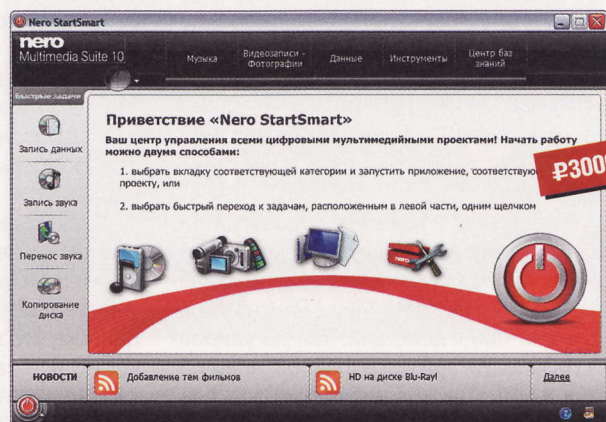 Nero StartSmart
nero
Multimedia Suite 10
Музыка
Видеозаписи -
Фотографии
Данные
Инструменты
Центр баз
знаний
Быстрые задачи
Запись данных
Запись звука
Перенос звука
Копирование
диска
Приветствие «Nero StartSmart»
Ваш центр управления всеми цифровыми мультимедийными проектами! Начать работу
можно двумя способами:
1. выбрать вкладку соответствующей категории и запустить приложение, соответствую
проекту, или
2. выбрать быстрый переход к задачам, расположенным в левой части, одним щелчком
₽3000
nero
НОВОСТИ
Добавление тем фильмов
HD на диске Blu-Ray!
Далее